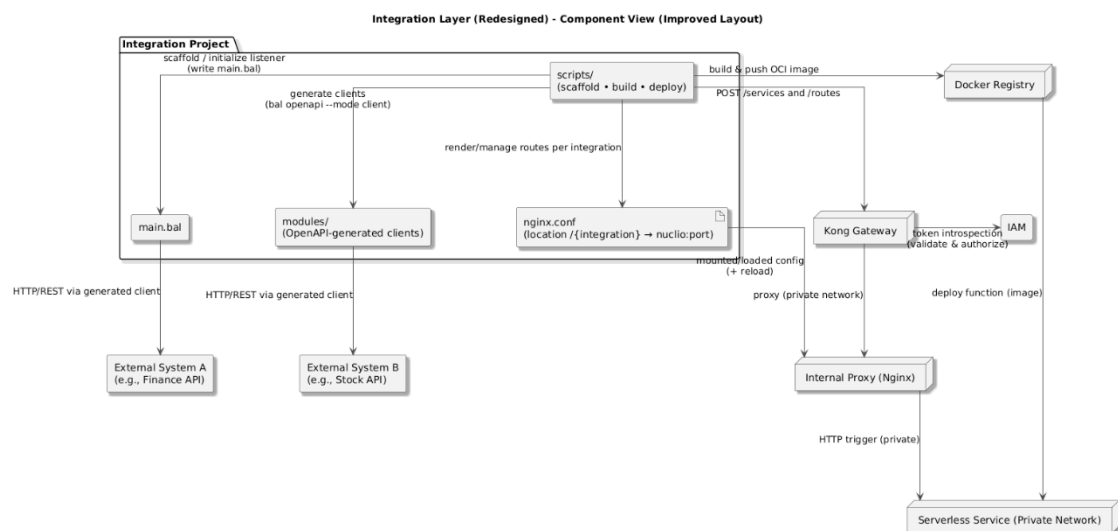 Integration Layer (Redesigned) - Component View (Improved Layout)
Integration Project
scaffold / initialize listener
(write main.bal)
scripts/
(scaffold • build • deploy)
build & push OCI image
Docker Registry
generate clients
(bal openapi --mode client)
POST /services and /routes
render/manage routes per integration
main.bal
modules/
(OpenAPI-generated clients)
nginx.conf
(location /{integration} → nuclio:port)
Kong Gateway
token introspection
(validate & authorize)
IAM
mounted/loaded config
(+ reload)
HTTP/REST via generated client
HTTP/REST via generated client
proxy (private network)
deploy function (image)
External System A
(e.g., Finance API)
External System B
(e.g., Stock API)
Internal Proxy (Nginx)
HTTP trigger (private)
Serverless Service (Private Network)